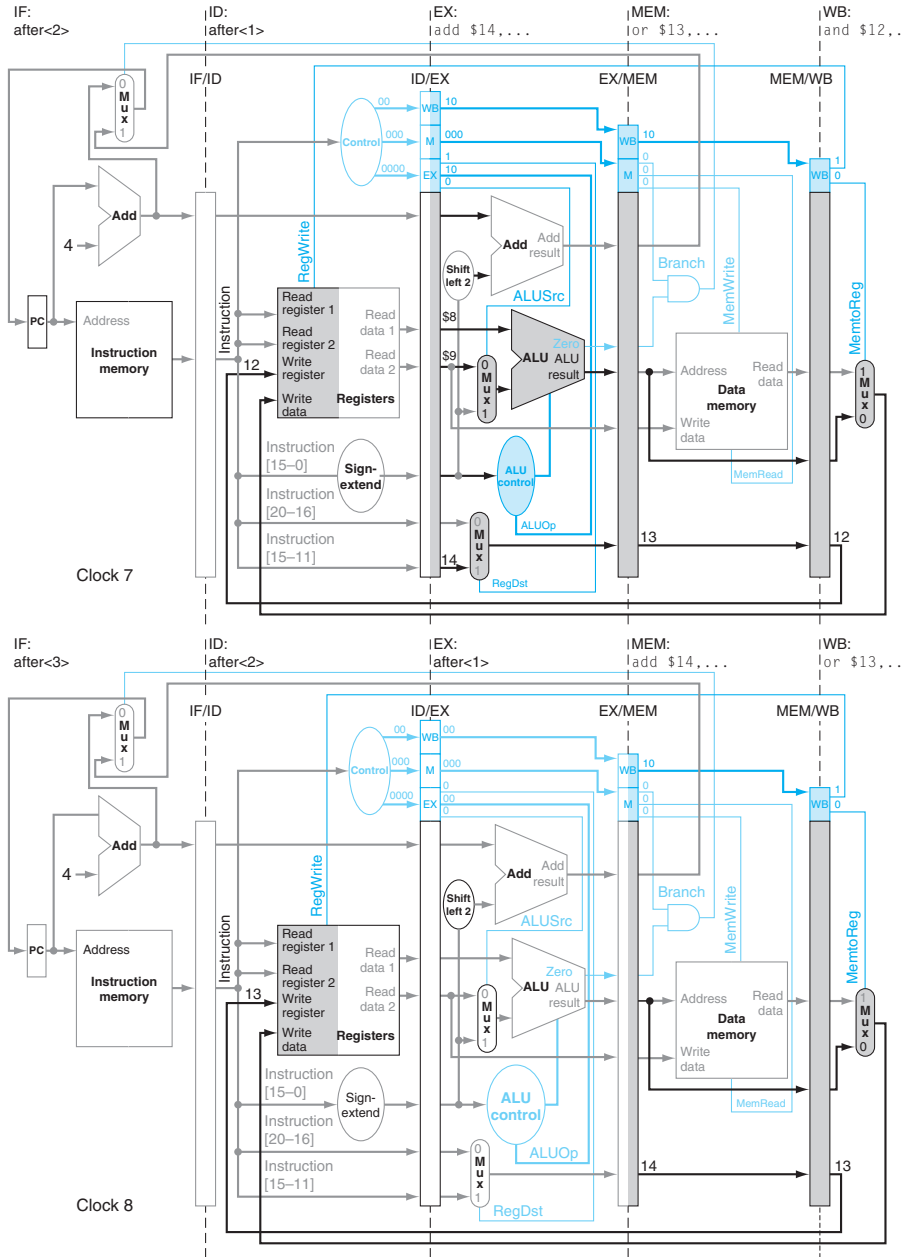 IF:
after<2>
ID:
after<1>
EX:
add $14,...
MEM:
or $13,...
WB:
and $12,...
IF/ID
ID/EX
EX/MEM
MEM/WB
0
Mux
1
Control
00
000
0000
WB
M
EX
10
000
1
10
0
WB
M
10
0
0
0
WB
1
0
Add
4
RegWrite
Shift
left 2
Add
Add
result
ALUSrc
Branch
MemWrite
MemtoReg
PC
Address
Instruction
memory
Instruction
Read
register 1
Read
register 2
Write
register
Write
data
Read
data 1
Read
data 2
Registers
12
$8
$9
0
Mux
1
Zero
ALU
ALU
result
Address
Read
data
Data
memory
Write
data
1
Mux
0
MemRead
Instruction
[15–0]
Sign-
extend
ALU
control
ALUOp
Instruction
[20–16]
Instruction
[15–11]
14
0
Mux
1
RegDst
13
12
Clock 7
IF:
after<3>
ID:
after<2>
EX:
after<1>
MEM:
add $14,...
WB:
or $13,...
IF/ID
ID/EX
EX/MEM
MEM/WB
0
Mux
1
Control
00
000
0000
WB
M
EX
00
000
0
00
0
WB
M
10
0
0
0
WB
1
0
Add
4
RegWrite
Shift
left 2
Add
Add
result
ALUSrc
Branch
MemWrite
MemtoReg
PC
Address
Instruction
memory
Instruction
Read
register 1
Read
register 2
Write
register
Write
data
Read
data 1
Read
data 2
Registers
13
0
Mux
1
Zero
ALU
ALU
result
Address
Read
data
Data
memory
Write
data
1
Mux
0
MemRead
Instruction
[15–0]
Sign-
extend
ALU
control
ALUOp
Instruction
[20–16]
Instruction
[15–11]
0
Mux
1
RegDst
14
13
Clock 8